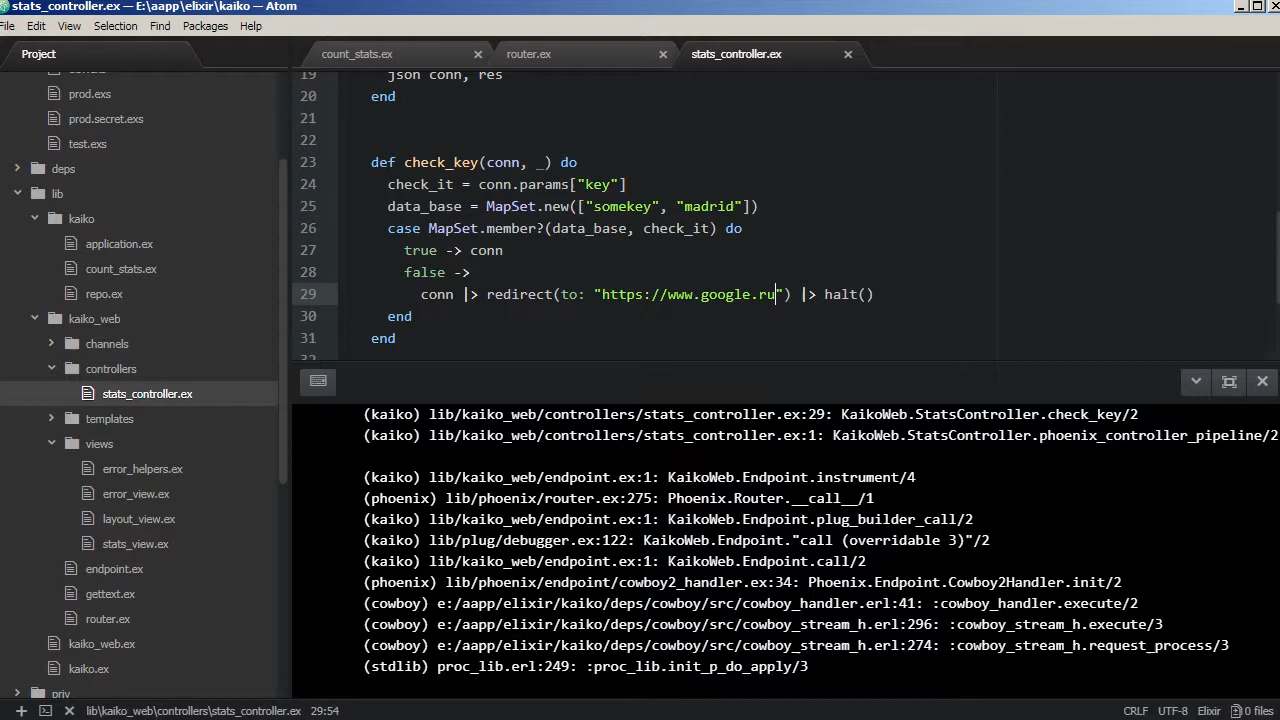 stats_controller.ex — E:\aapp\elixir\kaiko — Atom
File Edit View Selection Find Packages Help
Project
count_stats.ex
router.ex
stats_controller.ex
prod.exs
prod.secret.exs
test.exs
deps
lib
kaiko
application.ex
count_stats.ex
repo.ex
kaiko_web
channels
controllers
stats_controller.ex
templates
views
error_helpers.ex
error_view.ex
layout_view.ex
stats_view.ex
endpoint.ex
gettext.ex
router.ex
kaiko_web.ex
kaiko.ex
priv
19 json conn, res
20 end
21
22
23 def check_key(conn, _) do
24 check_it = conn.params["key"]
25 data_base = MapSet.new(["somekey", "madrid"])
26 case MapSet.member?(data_base, check_it) do
27 true -> conn
28 false ->
29 conn |> redirect(to: "https://www.google.ru") |> halt()
30 end
31 end
32
(kaiko) lib/kaiko_web/controllers/stats_controller.ex:29: KaikoWeb.StatsController.check_key/2
(kaiko) lib/kaiko_web/controllers/stats_controller.ex:1: KaikoWeb.StatsController.phoenix_controller_pipeline/2
(kaiko) lib/kaiko_web/endpoint.ex:1: KaikoWeb.Endpoint.instrument/4
(phoenix) lib/phoenix/router.ex:275: Phoenix.Router.__call__/1
(kaiko) lib/kaiko_web/endpoint.ex:1: KaikoWeb.Endpoint.plug_builder_call/2
(kaiko) lib/plug/debugger.ex:122: KaikoWeb.Endpoint."call (overridable 3)"/2
(kaiko) lib/kaiko_web/endpoint.ex:1: KaikoWeb.Endpoint.call/2
(phoenix) lib/phoenix/endpoint/cowboy2_handler.ex:34: Phoenix.Endpoint.Cowboy2Handler.init/2
(cowboy) e:/aapp/elixir/kaiko/deps/cowboy/src/cowboy_handler.erl:41: :cowboy_handler.execute/2
(cowboy) e:/aapp/elixir/kaiko/deps/cowboy/src/cowboy_stream_h.erl:296: :cowboy_stream_h.execute/3
(cowboy) e:/aapp/elixir/kaiko/deps/cowboy/src/cowboy_stream_h.erl:274: :cowboy_stream_h.request_process/3
(stdlib) proc_lib.erl:249: :proc_lib.init_p_do_apply/3
lib\kaiko_web\controllers\stats_controller.ex 29:54 CRLF UTF-8 Elixir 0 files